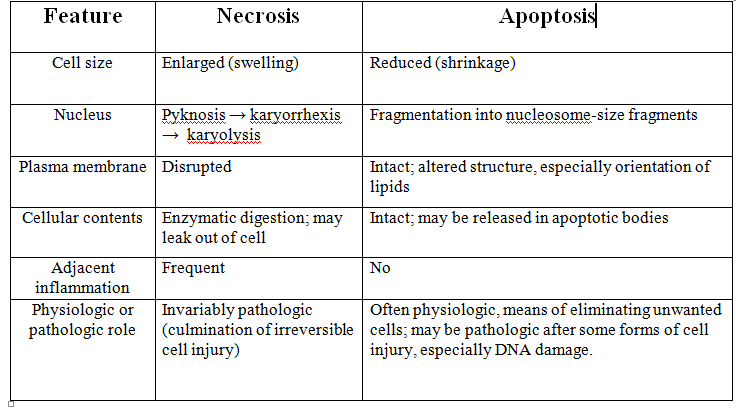 Feature Necrosis Apoptosis
Cell size Enlarged (swelling) Reduced (shrinkage)
Nucleus Pyknosis → karyorrhexis Fragmentation into nucleosome-size fragments
→ karyolysis
Plasma membrane Disrupted Intact; altered structure, especially orientation of
lipids
Cellular contents Enzymatic digestion; may Intact; may be released in apoptotic bodies
leak out of cell
Adjacent Frequent No
inflammation
Physiologic or Invariably pathologic Often physiologic, means of eliminating unwanted
pathologic role (culmination of irreversible cells; may be pathologic after some forms of cell
cell injury) injury, especially DNA damage.